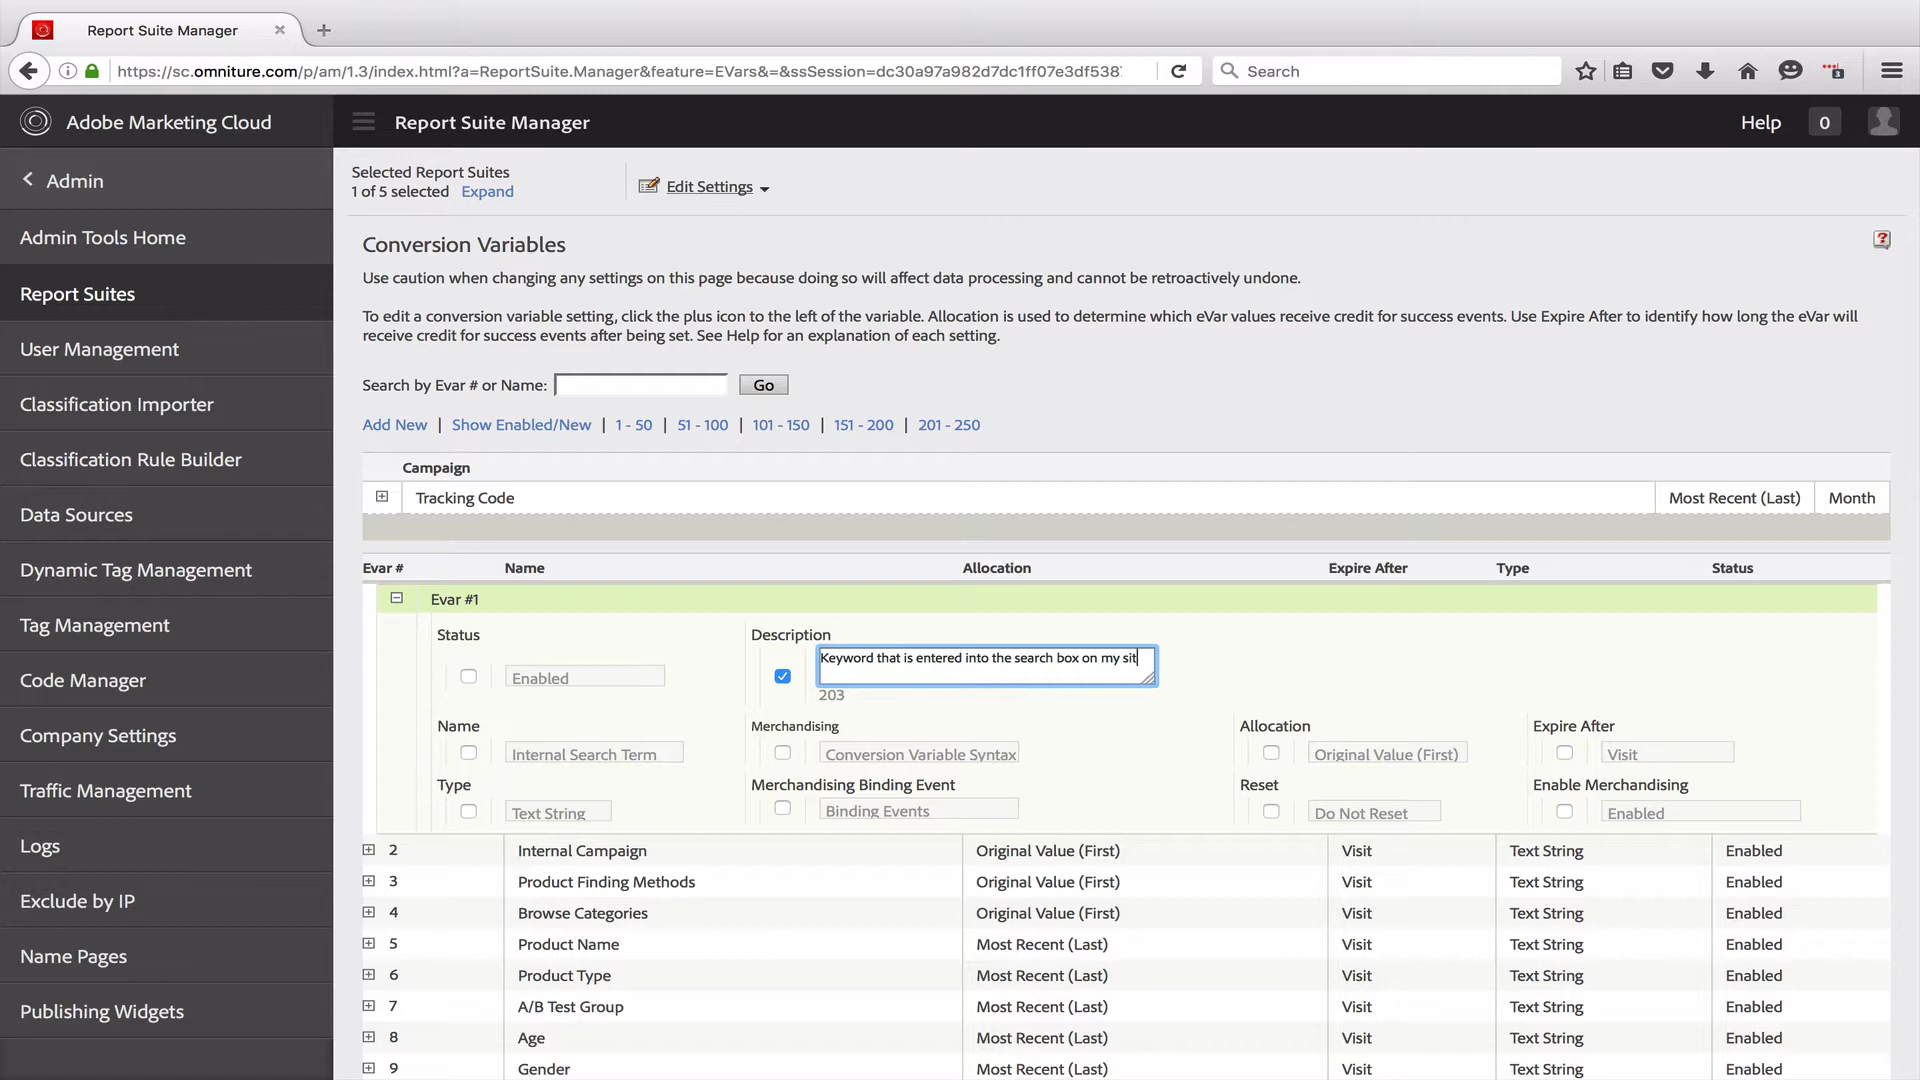 Report Suite Manager
https://sc.omniture.com/p/am/1.3/index.html?a=ReportSuite.Manager&feature=EVars&=&ssSession=dc30a97a982d7dc1ff07e3df538
Search
Adobe Marketing Cloud
Report Suite Manager
Help
0
Admin
Admin Tools Home
Report Suites
User Management
Classification Importer
Classification Rule Builder
Data Sources
Dynamic Tag Management
Tag Management
Code Manager
Company Settings
Traffic Management
Logs
Exclude by IP
Name Pages
Publishing Widgets
Selected Report Suites
1 of 5 selected Expand
Edit Settings
Conversion Variables
Use caution when changing any settings on this page because doing so will affect data processing and cannot be retroactively undone.
To edit a conversion variable setting, click the plus icon to the left of the variable. Allocation is used to determine which eVar values receive credit for success events. Use Expire After to identify how long the eVar will
receive credit for success events after being set. See Help for an explanation of each setting.
Search by Evar # or Name: Go
Add New | Show Enabled/New | 1 - 50 | 51 - 100 | 101 - 150 | 151 - 200 | 201 - 250
Campaign
Tracking Code Most Recent (Last) Month
Evar # Name Allocation Expire After Type Status
Evar #1
Status Description
Enabled Keyword that is entered into the search box on my sit
203
Name Merchandising Allocation Expire After
Internal Search Term Conversion Variable Syntax Original Value (First) Visit
Type Merchandising Binding Event Reset Enable Merchandising
Text String Binding Events Do Not Reset Enabled
2 Internal Campaign Original Value (First) Visit Text String Enabled
3 Product Finding Methods Original Value (First) Visit Text String Enabled
4 Browse Categories Original Value (First) Visit Text String Enabled
5 Product Name Most Recent (Last) Visit Text String Enabled
6 Product Type Most Recent (Last) Visit Text String Enabled
7 A/B Test Group Most Recent (Last) Visit Text String Enabled
8 Age Most Recent (Last) Visit Text String Enabled
9 Gender Most Recent (Last) Visit Text String Enabled